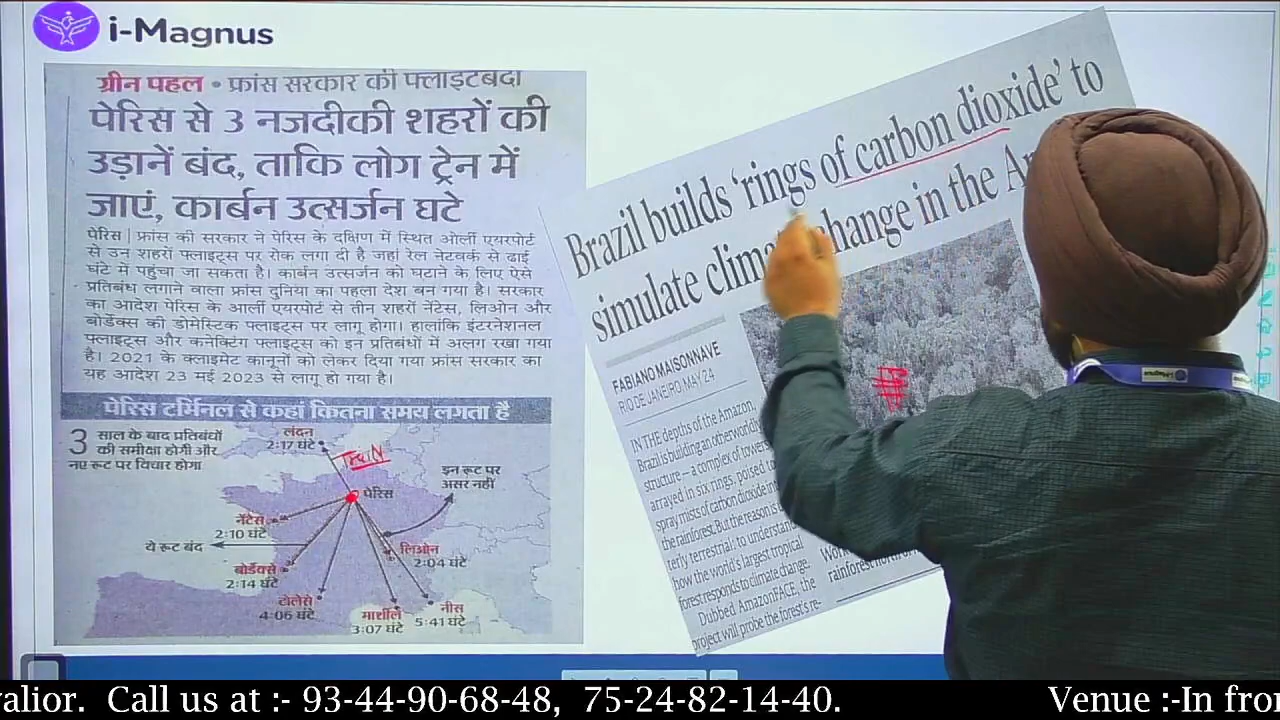 i-Magnus
ग्रीन पहल • फ्रांस सरकार की फ्लाइटबंदी
पेरिस से 3 नजदीकी शहरों की
उड़ानें बंद, ताकि लोग ट्रेन में
जाएं, कार्बन उत्सर्जन घटे
पेरिस | फ्रांस की सरकार ने पेरिस के दक्षिण में स्थित ओर्ली एयरपोर्ट
से उन शहरों फ्लाइट्स पर रोक लगा दी है जहां रेल नेटवर्क से ढाई
घंटे में पहुंचा जा सकता है। कार्बन उत्सर्जन को घटाने के लिए ऐसे
प्रतिबंध लगाने वाला फ्रांस दुनिया का पहला देश बन गया है। सरकार
का आदेश पेरिस के आर्ली एयरपोर्ट से तीन शहरों नेंटेस, लिओन और
बोर्डेक्स की डोमेस्टिक फ्लाइट्स पर लागू होगा। हालांकि इंटरनेशनल
फ्लाइट्स और कनेक्टिंग फ्लाइट्स को इन प्रतिबंधों में अलग रखा गया
है। 2021 के क्लाइमेट कानूनों को लेकर दिया गया फ्रांस सरकार का
यह आदेश 23 मई 2023 से लागू हो गया है।
पेरिस टर्मिनल से कहां कितना समय लगता है
3 साल के बाद प्रतिबंधों
की समीक्षा होगी और
नए रूट पर विचार होगा
लंदन
2:17 घंटे
TraiN
पेरिस
इन रूट पर
असर नहीं
नेंटेस
2:10 घंटे
ये रूट बंद
लिओन
2:04 घंटे
बोर्डेक्स
2:14 घंटे
टोलेसे
4:06 घंटे
मार्शीले
3:07 घंटे
नीस
5:41 घंटे
Brazil builds ‘rings of carbon dioxide’ to
simulate change in the
FABIANO MAISONNAVE
RIO DE JANEIRO, MAY 24
IN THE depths of the Amazon,
Brazil is building an otherworldly
structure — a complex of towers
arrayed in six rings, poised to
spray mists of carbon dioxide
the rainforest. But the reason is
terly terrestrial: to understand
how the world's largest tropical
forest responds to climate change.
Dubbed AmazonFACE, the
project will probe the forest's re-
rainforest
valior. Call us at :- 93-44-90-68-48, 75-24-82-14-40. Venue :-In fron